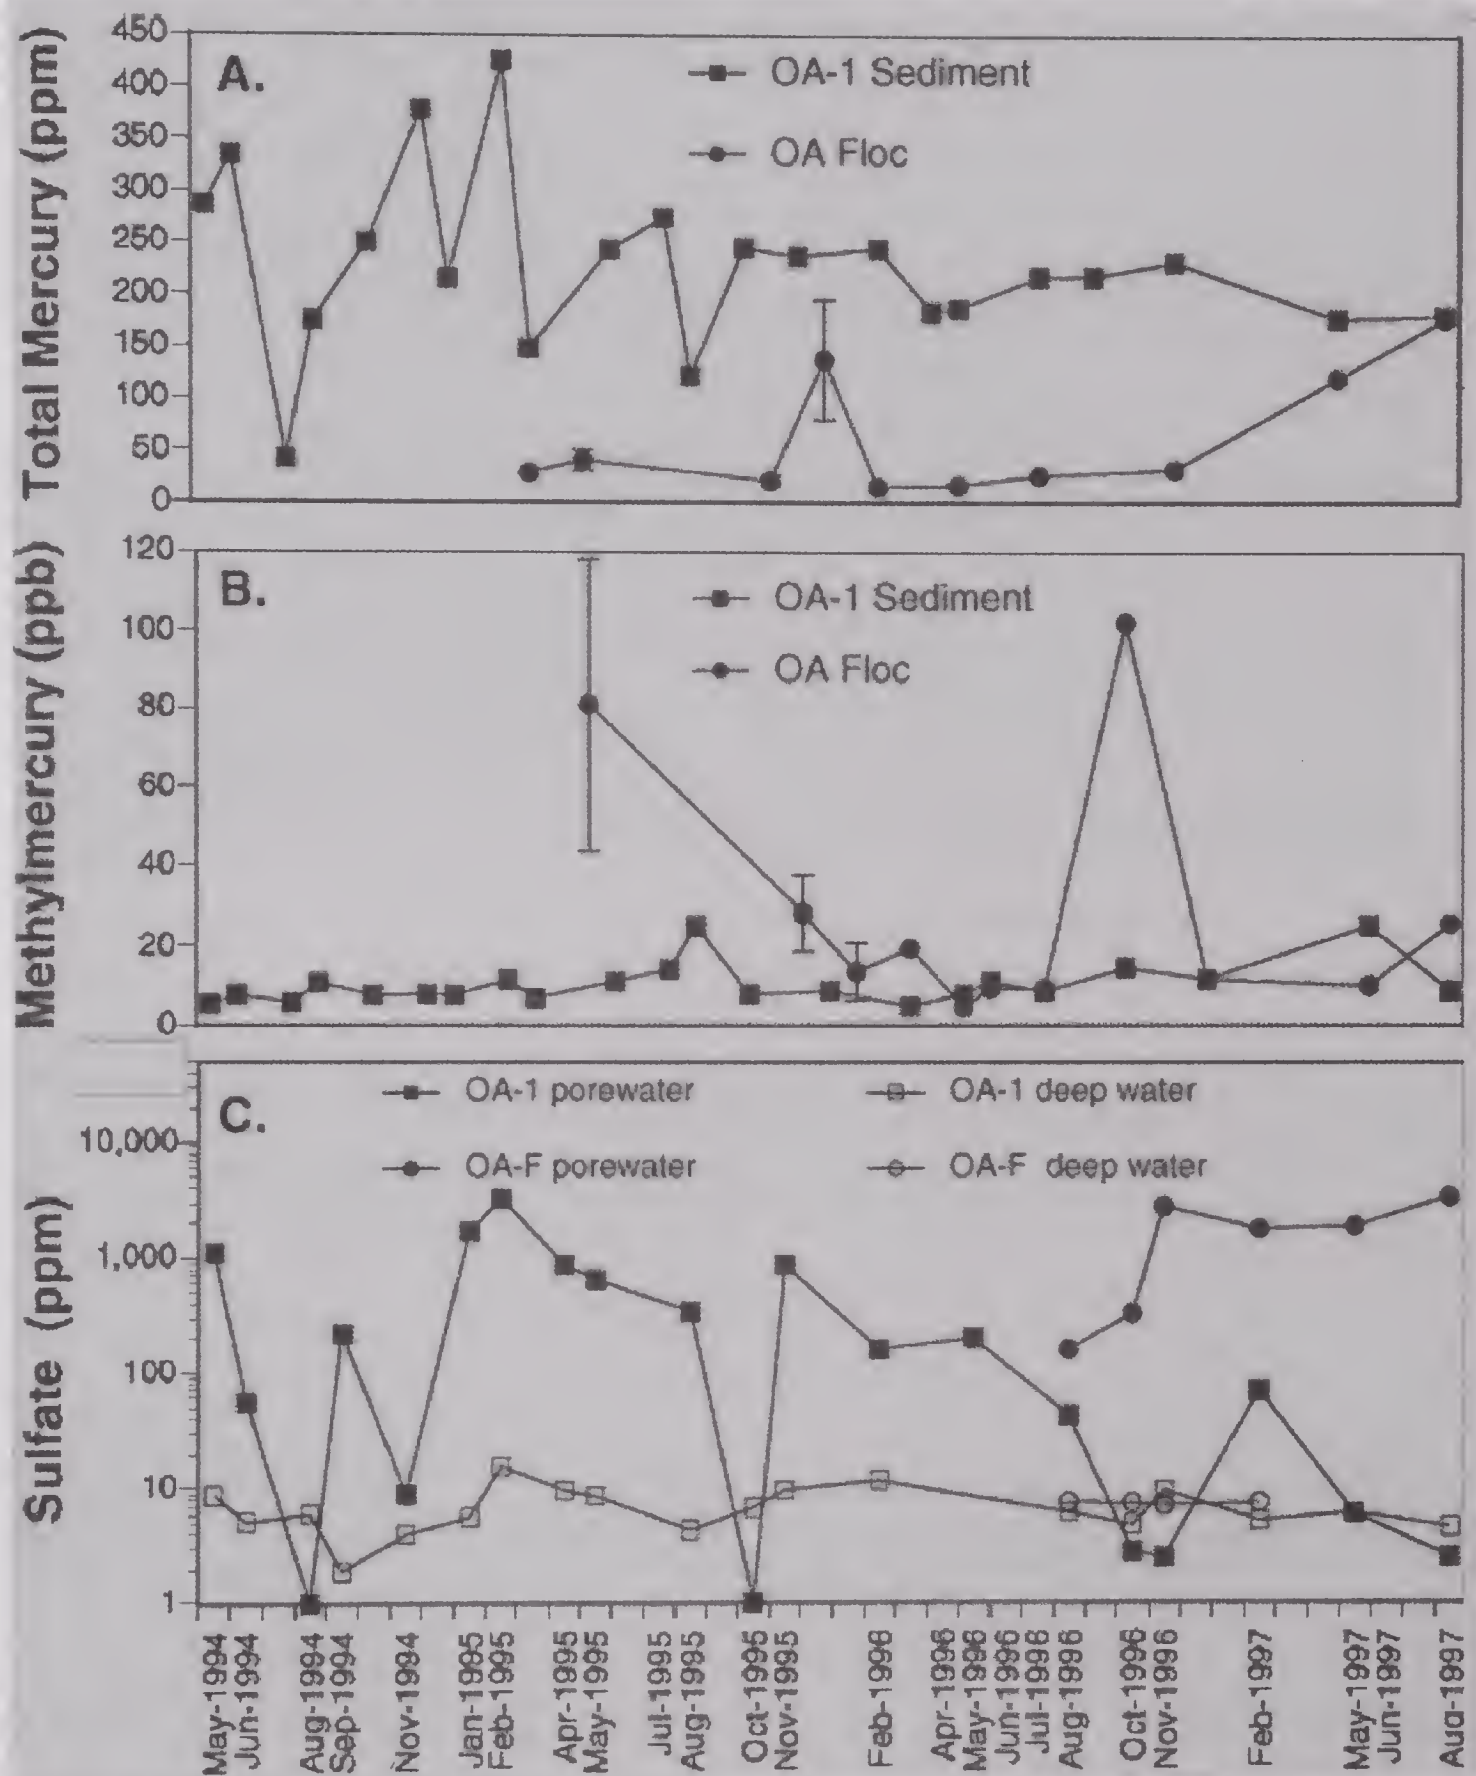 A.
OA-1 Sediment
OA Floc
Total Mercury (ppm)
450
400
350
300
250
200
150
100
50
0
B.
OA-1 Sediment
OA Floc
Methylmercury (ppb)
120
100
80
60
40
20
0
C.
OA-1 porewater
OA-1 deep water
OA-F porewater
OA-F deep water
Sulfate (ppm)
10,000
1,000
100
10
1
May-1994
Jun-1994
Aug-1994
Sep-1994
Nov-1994
Jan-1995
Feb-1995
Apr-1995
May-1995
Jul-1995
Aug-1995
Oct-1995
Nov-1995
Feb-1996
Apr-1996
May-1996
Jun-1996
Jul-1996
Aug-1996
Oct-1996
Nov-1996
Feb-1997
May-1997
Jun-1997
Aug-1997